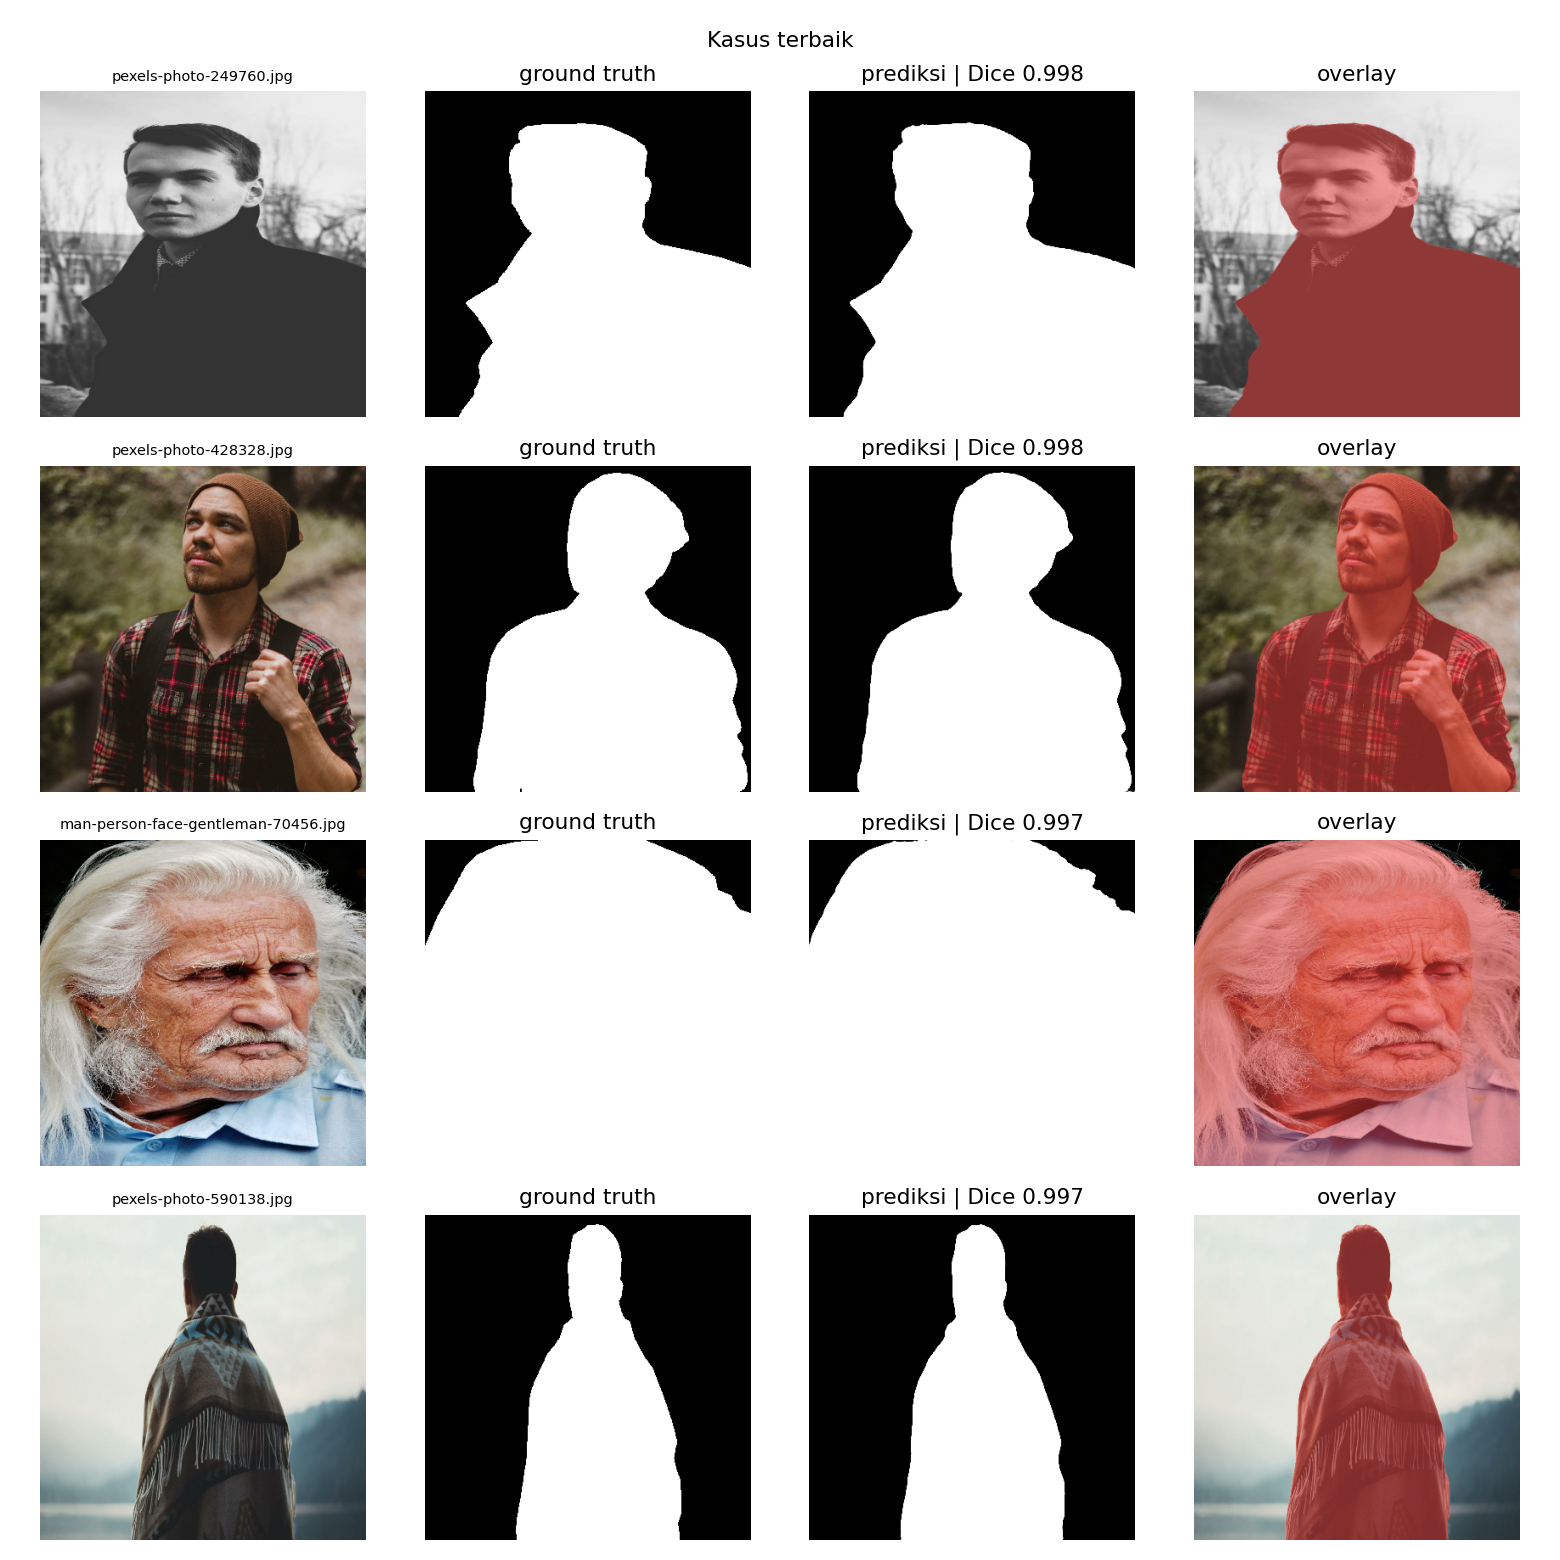 Kasus terbaik
pexels-photo-249760.jpg
ground truth
prediksi | Dice 0.998
overlay
pexels-photo-428328.jpg
ground truth
prediksi | Dice 0.998
overlay
man-person-face-gentleman-70456.jpg
ground truth
prediksi | Dice 0.997
overlay
pexels-photo-590138.jpg
ground truth
prediksi | Dice 0.997
overlay